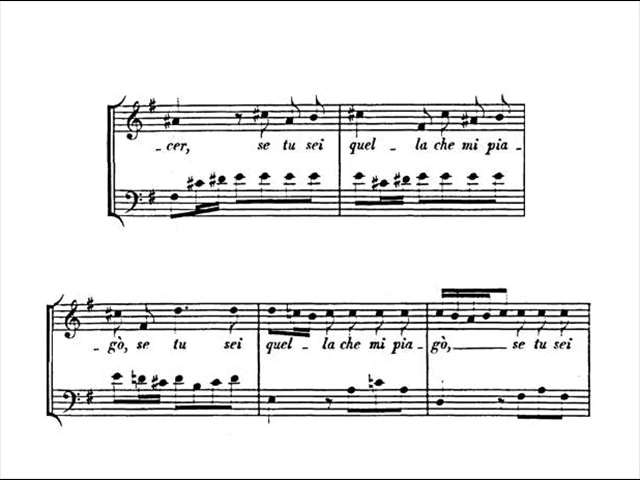 - cer, se tu sei quel - la che mi pia -
- gò, se tu sei quel - la che mi pia - gò, se tu sei